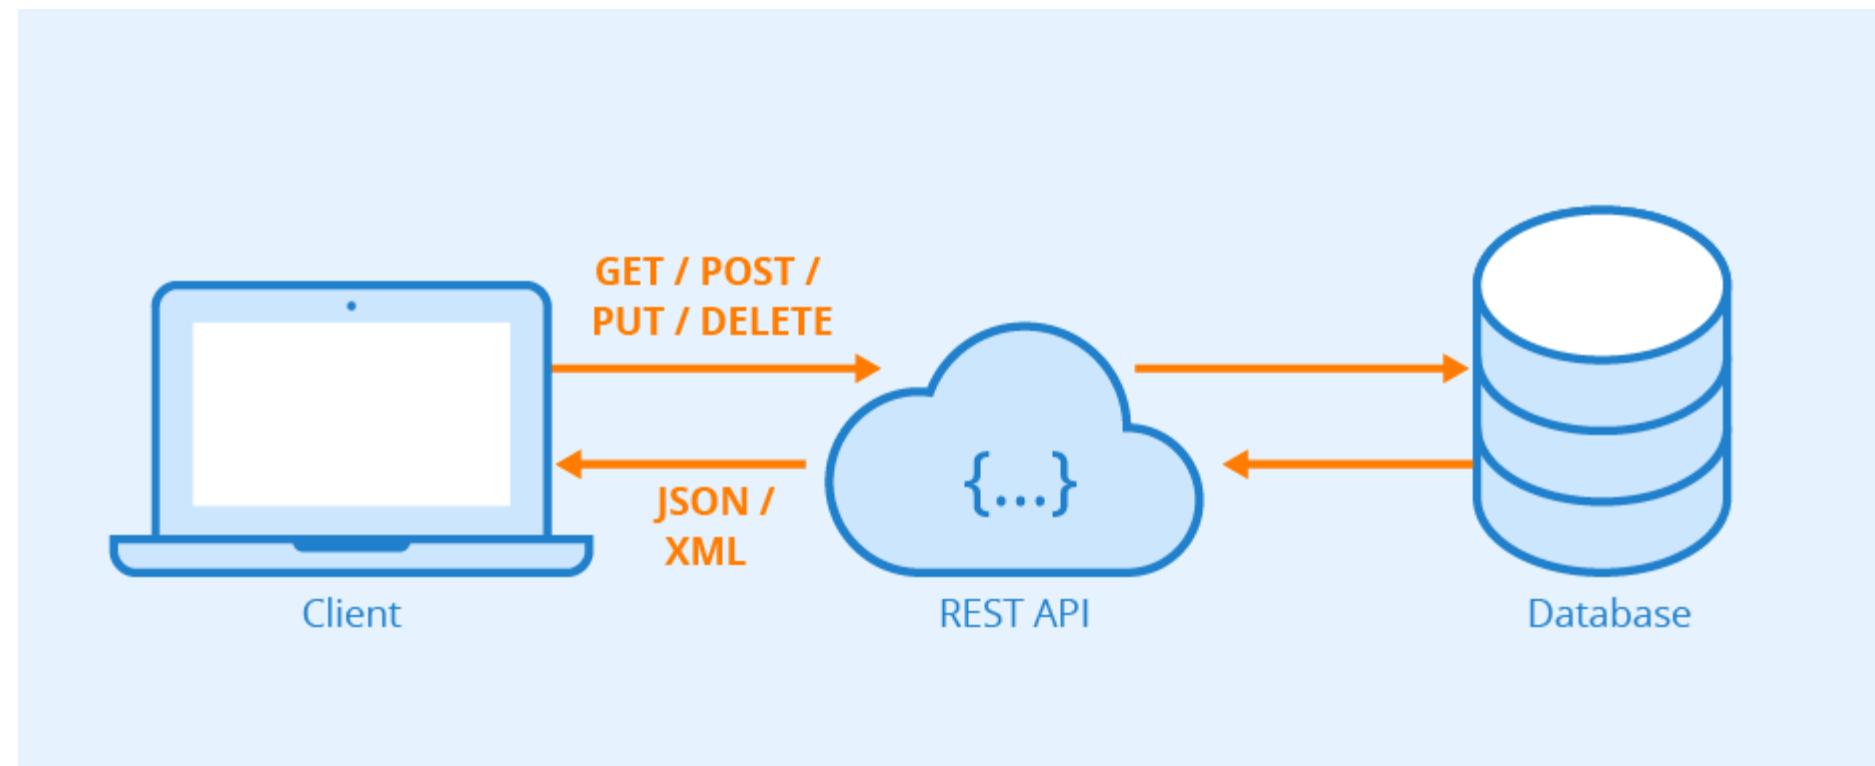 GET / POST /
PUT / DELETE
{...}
JSON /
XML
Client
REST API
Database